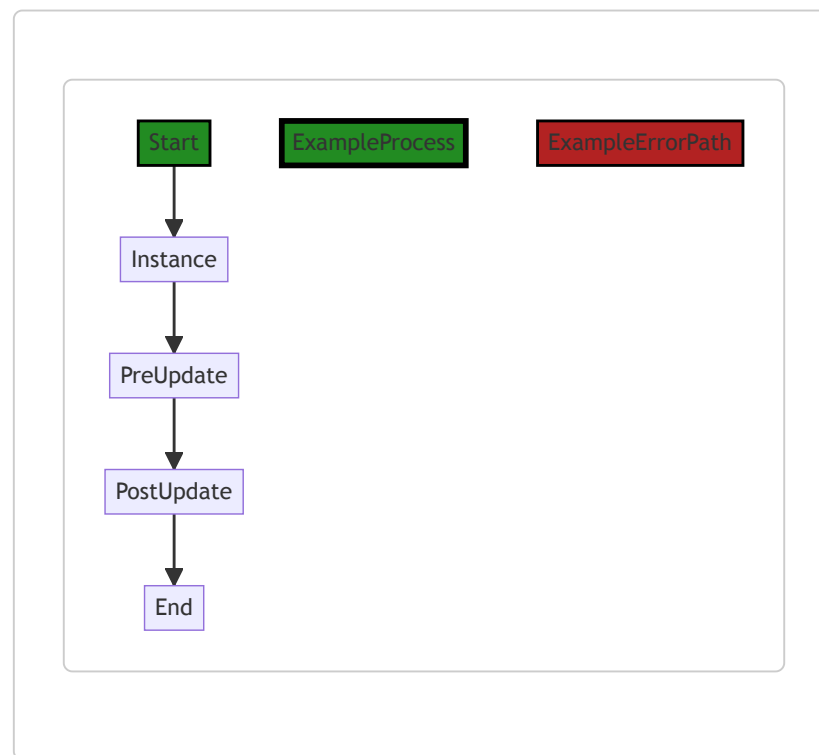 Start
ExampleProcess
ExampleErrorPath
Instance
PreUpdate
PostUpdate
End